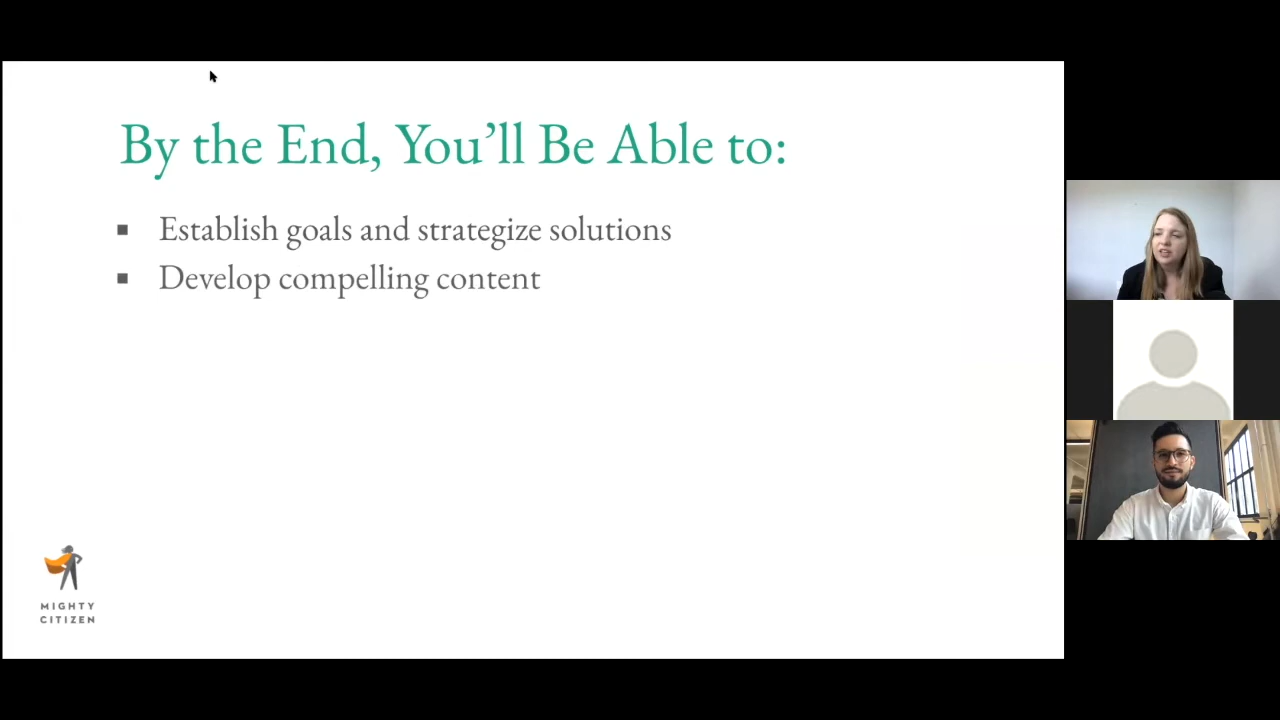 By the End, You’ll Be Able to:
Establish goals and strategize solutions
Develop compelling content
MIGHTY
CITIZEN